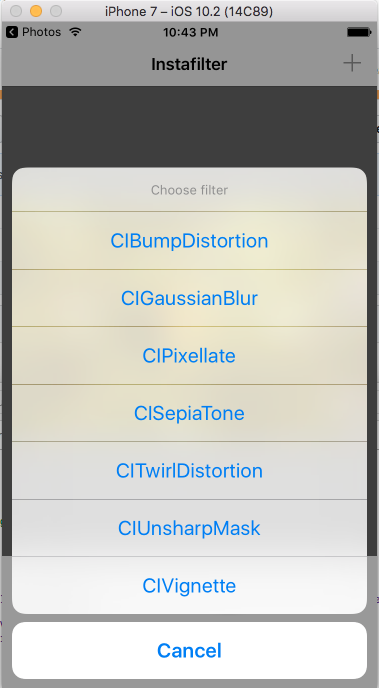 iPhone 7 – iOS 10.2 (14C89)
Photos 10:43 PM
Instafilter +
Choose filter
CIBumpDistortion
CIGaussianBlur
CIPixellate
CISepiaTone
CITwirlDistortion
CIUnsharpMask
CIVignette
Cancel